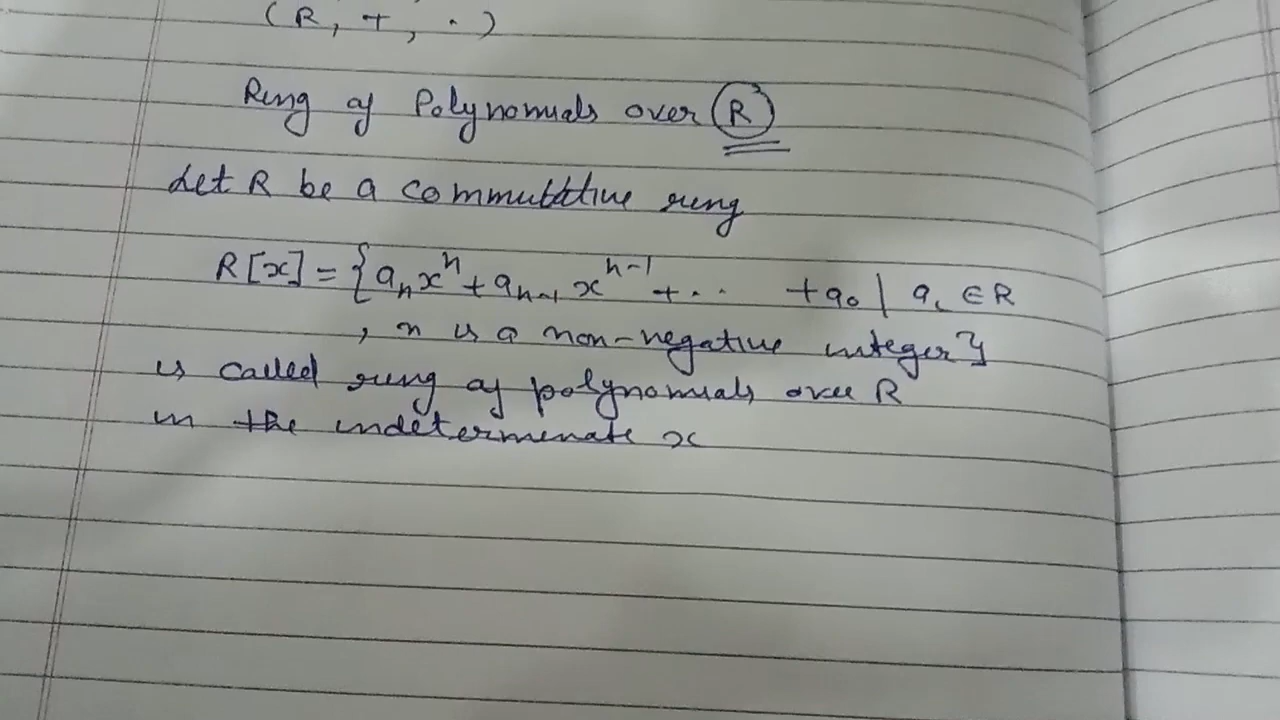 (R, +, ·)
Ring of Polynomials over R
Let R be a commutative ring
R[x] = {aₙxⁿ + aₙ₋₁xⁿ⁻¹ + ·· + a₀ | aᵢ ∈ R
, n is a non-negative integer}
is called ring of polynomials over R
in the indeterminate x